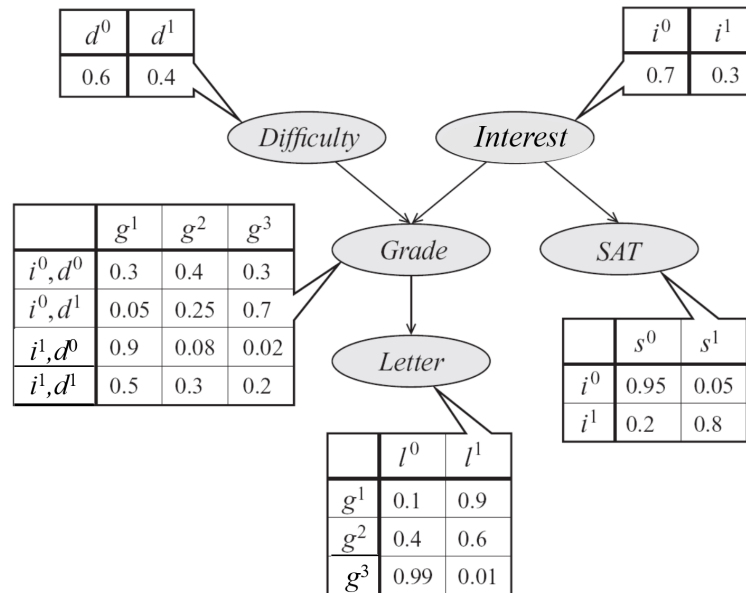 d⁰ d¹
0.6 0.4
i⁰ i¹
0.7 0.3
Difficulty
Interest
g¹ g² g³
i⁰,d⁰ 0.3 0.4 0.3
i⁰,d¹ 0.05 0.25 0.7
i¹,d⁰ 0.9 0.08 0.02
i¹,d¹ 0.5 0.3 0.2
Grade
SAT
Letter
s⁰ s¹
i⁰ 0.95 0.05
i¹ 0.2 0.8
l⁰ l¹
g¹ 0.1 0.9
g² 0.4 0.6
g³ 0.99 0.01